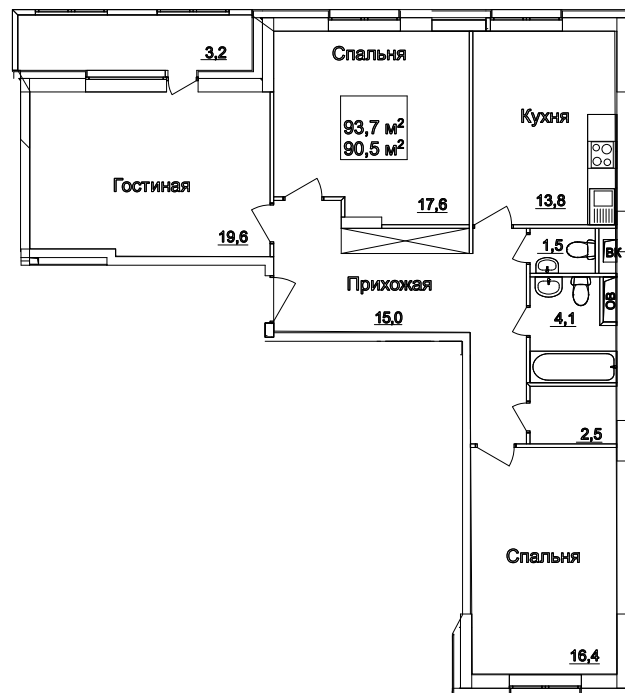 3,2
Спальня
93,7 м²
90,5 м²
Кухня
Гостиная
17,6
13,8
19,6
1,5
ВК
Прихожая
ОВ
15,0
4,1
2,5
Спальня
16,4